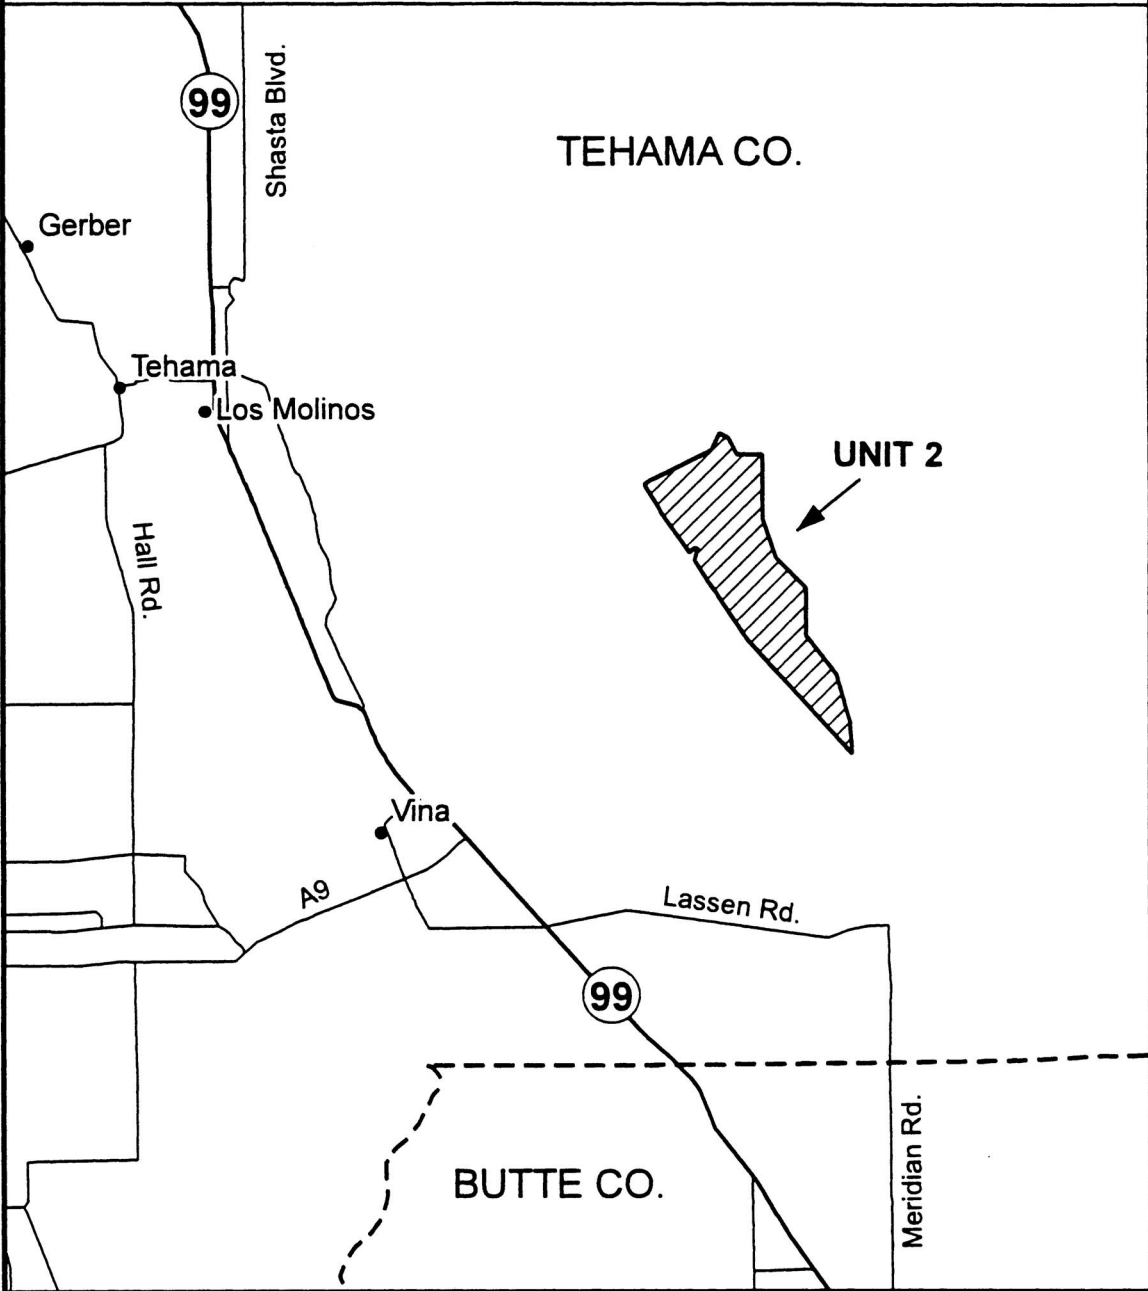 99
Shasta Blvd.
TEHAMA CO.
Gerber
Tehama
Los Molinos
UNIT 2
Hall Rd.
Vina
A9
Lassen Rd.
99
BUTTE CO.
Meridian Rd.